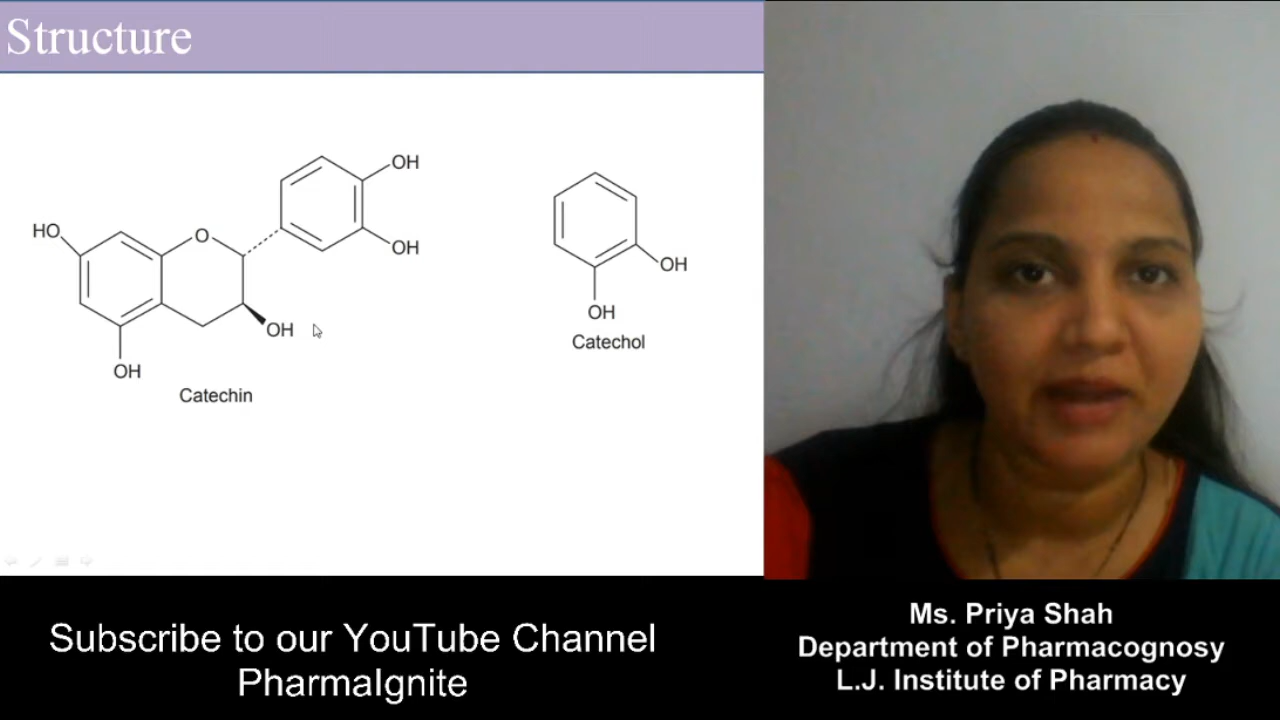 Structure
OH
HO
O
OH
OH
OH
OH
OH
Catechol
OH
Catechin
Subscribe to our YouTube Channel
PharmaIgnite
Ms. Priya Shah
Department of Pharmacognosy
L.J. Institute of Pharmacy